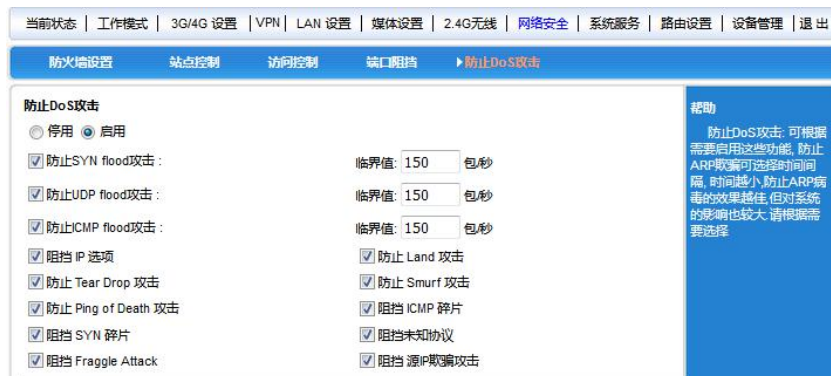 当前状态 | 工作模式 | 3G/4G 设置 | VPN | LAN 设置 | 媒体设置 | 2.4G无线 | 网络安全 | 系统服务 | 路由设置 | 设备管理 | 退 出
防火墙设置 站点控制 访问控制 端口阻挡 防止DoS攻击
防止DoS攻击
停用 启用
防止SYN flood攻击 : 临界值: 150 包/秒
防止UDP flood攻击 : 临界值: 150 包/秒
防止ICMP flood攻击 : 临界值: 150 包/秒
阻挡 IP 选项 防止 Land 攻击
防止 Tear Drop 攻击 防止 Smurf 攻击
防止 Ping of Death 攻击 阻挡 ICMP 碎片
阻挡 SYN 碎片 阻挡未知协议
阻挡 Fraggle Attack 阻挡 源IP欺骗攻击
帮助
防止DoS攻击: 可根据
需要启用这些功能, 防止
ARP欺骗可选择时间间
隔, 时间越小,防止ARP病
毒的效果越佳,但对系统
的影响也较大.请根据需
要选择